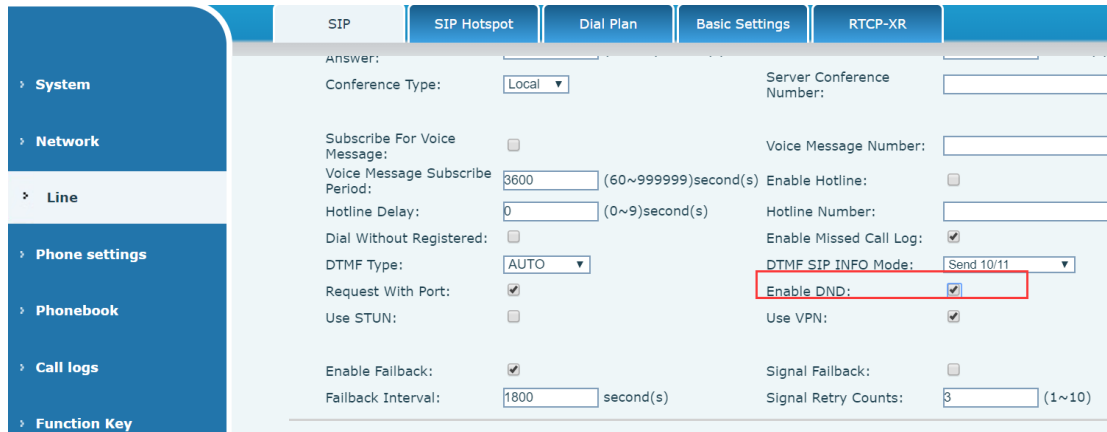 SIP
SIP Hotspot
Dial Plan
Basic Settings
RTCP-XR
System
Network
Line
Phone settings
Phonebook
Call logs
Function Key
Answer:
Conference Type: Local Server Conference Number:
Subscribe For Voice Message: Voice Message Number:
Voice Message Subscribe Period: 3600 (60~999999)second(s) Enable Hotline:
Hotline Delay: 0 (0~9)second(s) Hotline Number:
Dial Without Registered: Enable Missed Call Log:
DTMF Type: AUTO DTMF SIP INFO Mode: Send 10/11
Request With Port: Enable DND:
Use STUN: Use VPN:
Enable Failback: Signal Failback:
Failback Interval: 1800 second(s) Signal Retry Counts: 3 (1~10)